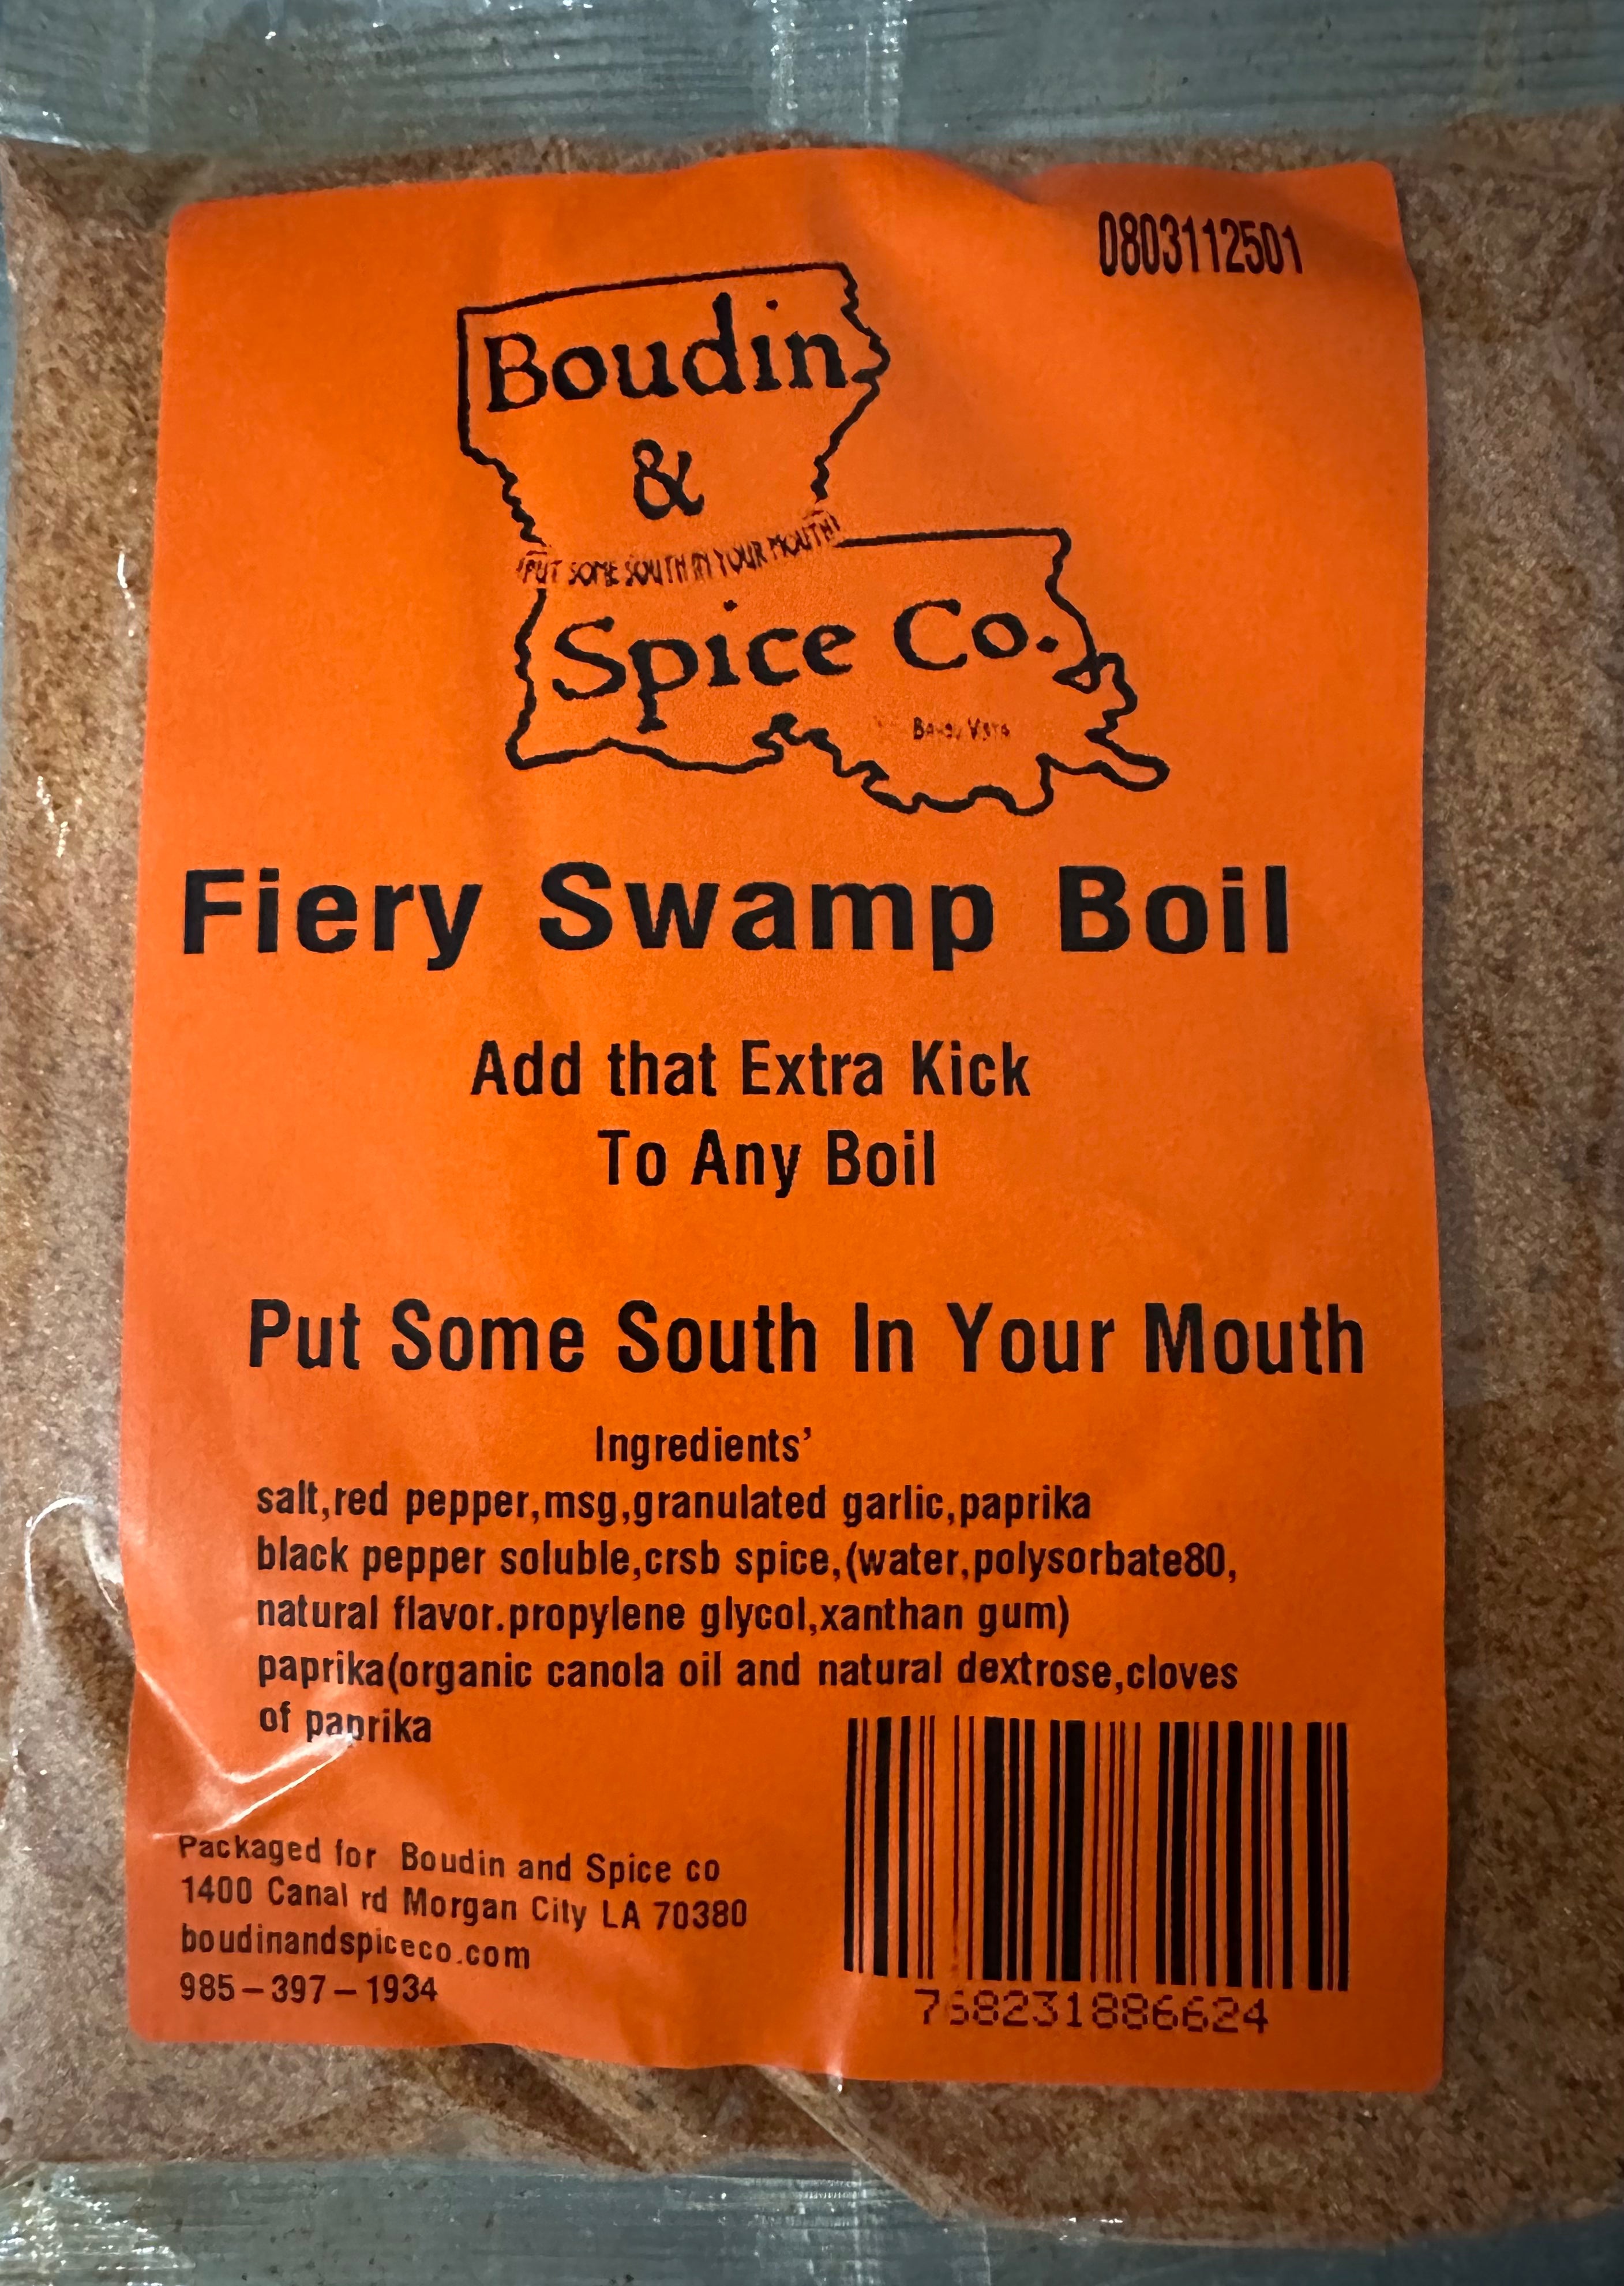 0803112501
Boudin
&
PUT SOME SOUTH IN YOUR MOUTH!
Spice Co.
Bayou Vista
Fiery Swamp Boil
Add that Extra Kick
To Any Boil
Put Some South In Your Mouth
Ingredients’
salt,red pepper,msg,granulated garlic,paprika
black pepper soluble,crsb spice,(water,polysorbate80,
natural flavor.propylene glycol,xanthan gum)
paprika(organic canola oil and natural dextrose,cloves
of paprika
Packaged for Boudin and Spice co
1400 Canal rd Morgan City LA 70380
boudinandspiceco.com
985-397-1934
768231886624